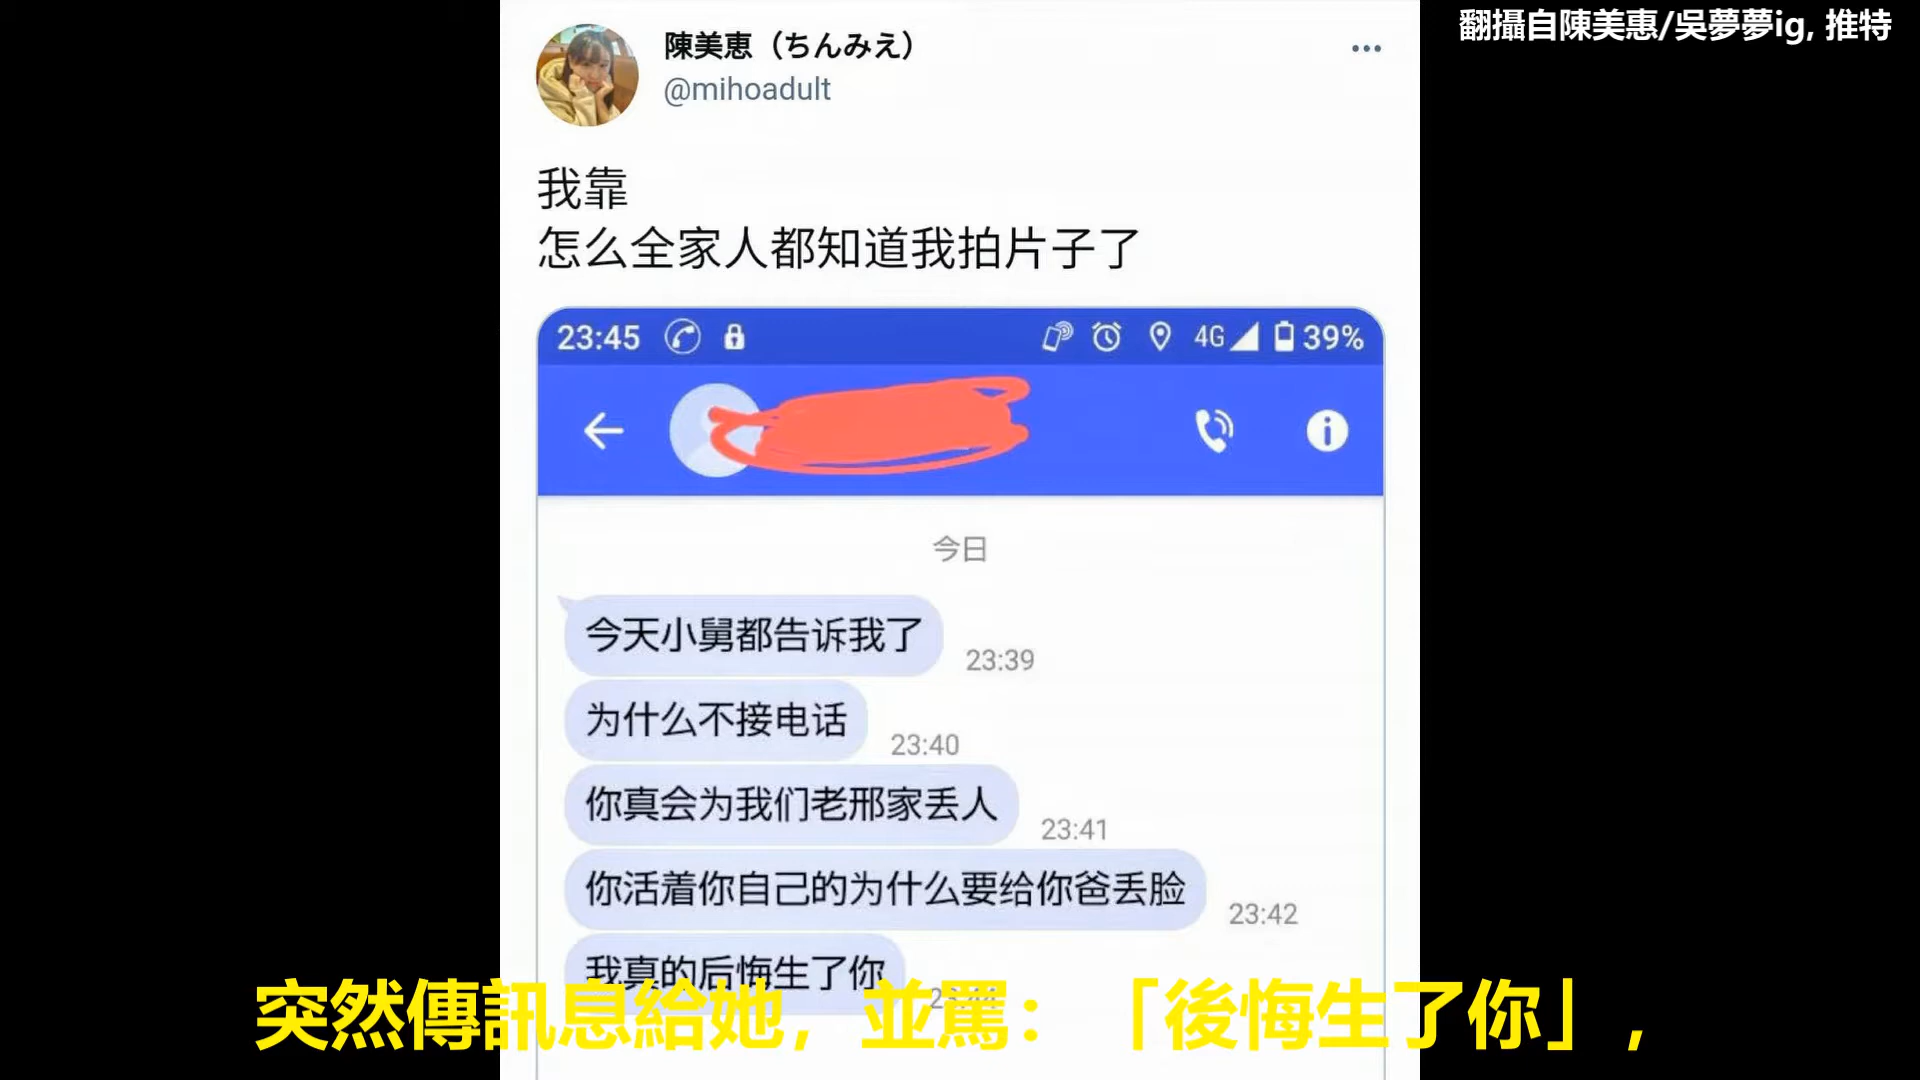 翻攝自陳美惠/吳夢夢ig, 推特
陳美恵（ちんみえ）
@mihoadult
我靠
怎么全家人都知道我拍片子了
23:45
4G
39%
今日
今天小舅都告诉我了
23:39
为什么不接电话
23:40
你真会为我们老邢家丢人
23:41
你活着你自己的为什么要给你爸丢脸
23:42
我真的后悔生了你
突然傳訊息給她，並罵：「後悔生了你」，